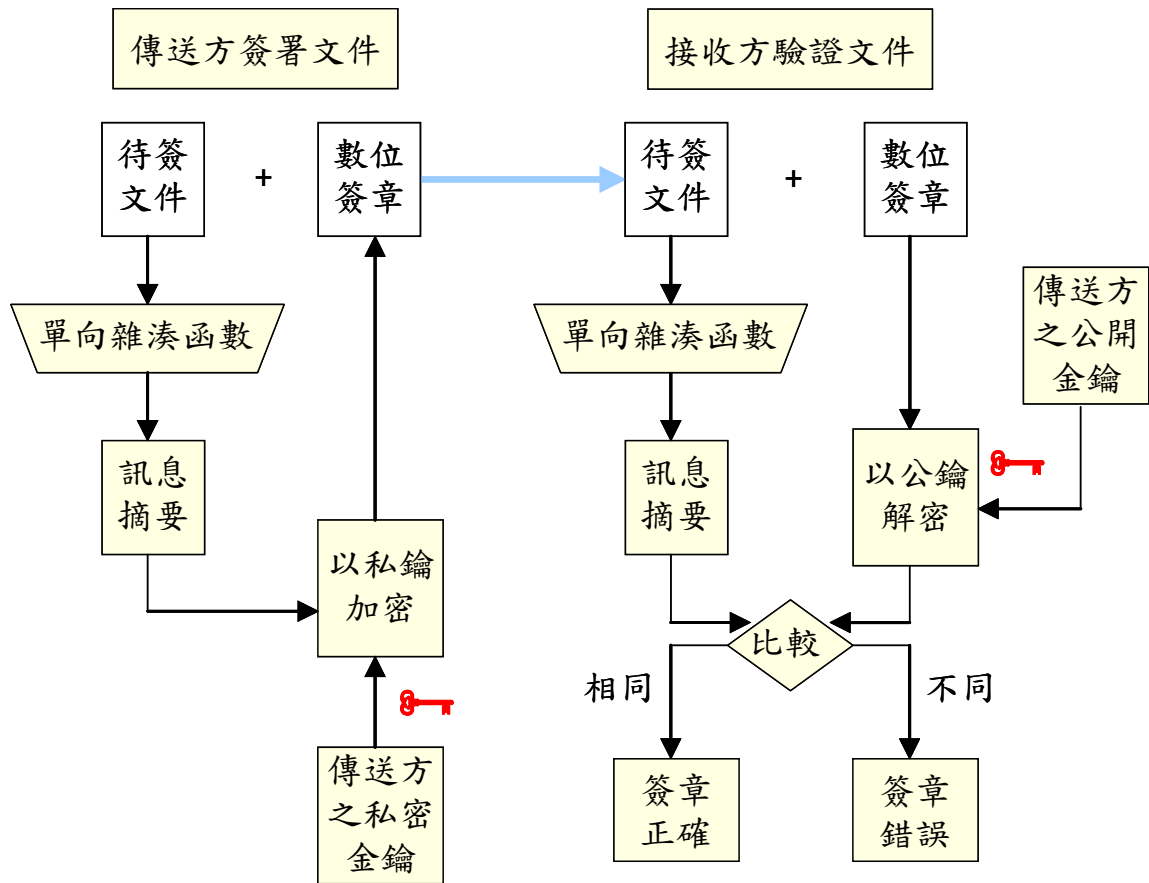 傳送方簽署文件
待簽
文件
+
數位
簽章
單向雜湊函數
訊息
摘要
以私鑰
加密
傳送方
之私密
金鑰
接收方驗證文件
待簽
文件
+
數位
簽章
單向雜湊函數
傳送方
之公開
金鑰
訊息
摘要
以公鑰
解密
比較
相同
不同
簽章
正確
簽章
錯誤